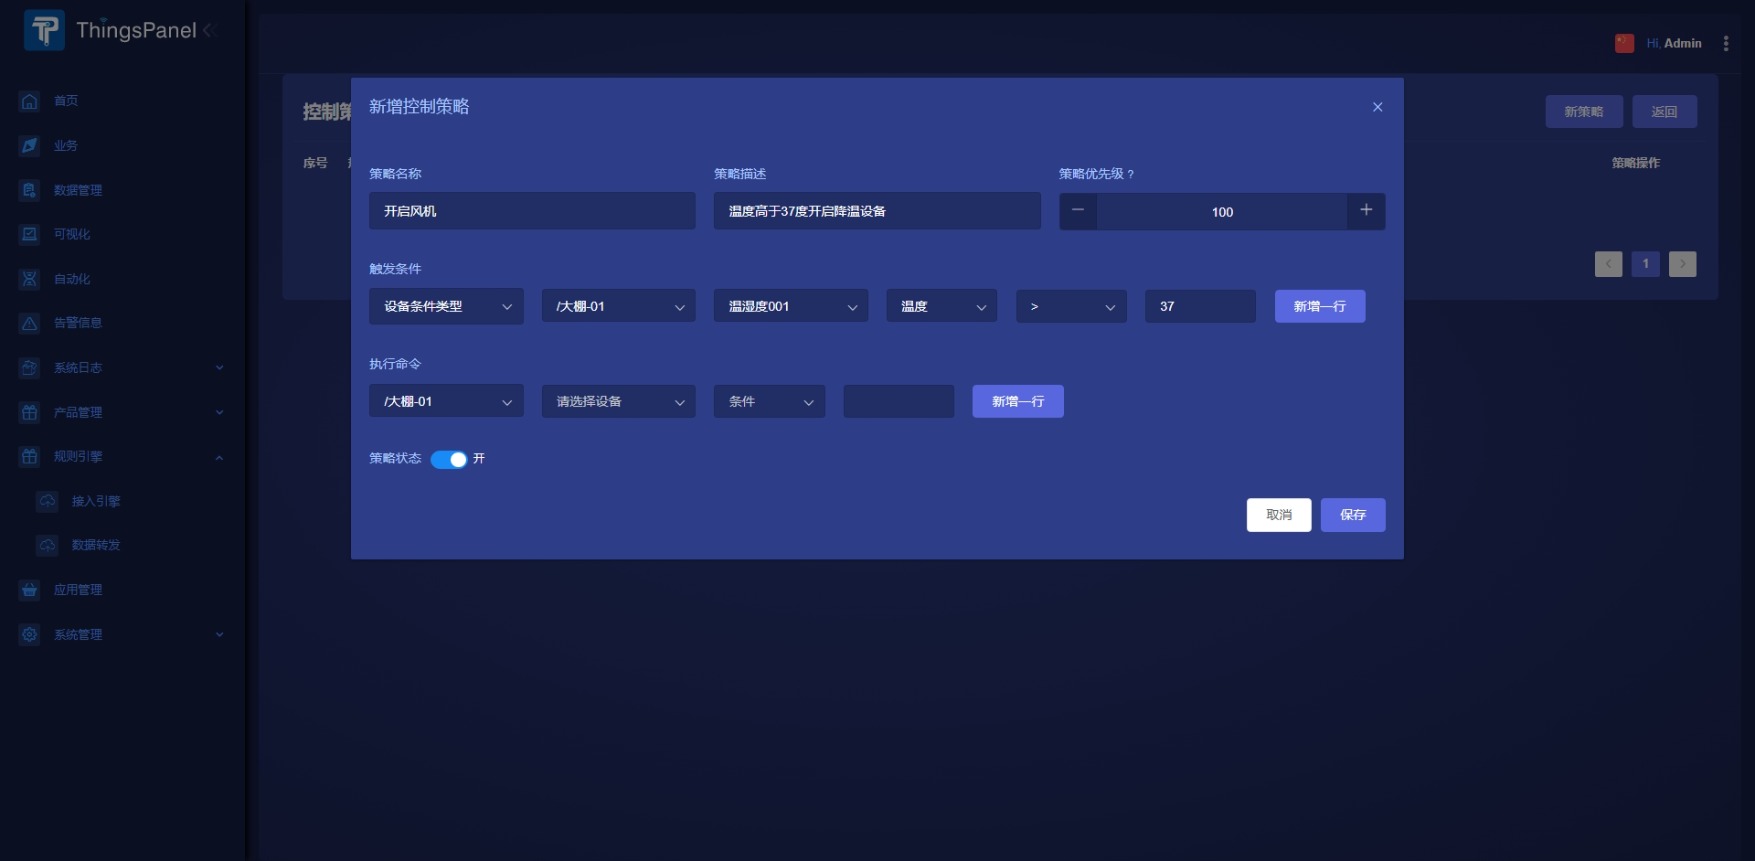 ThingsPanel
Hi, Admin
首页
业务
数据管理
可视化
自动化
告警信息
系统日志
产品管理
规则引擎
接入引擎
数据转发
应用管理
系统管理
控制策
新策略
返回
序号
策略操作
1
新增控制策略
策略名称
策略描述
策略优先级 ?
开启风机
温度高于37度开启降温设备
100
触发条件
设备条件类型
/大棚-01
温湿度001
温度
>
37
新增一行
执行命令
/大棚-01
请选择设备
条件
新增一行
策略状态
开
取消
保存